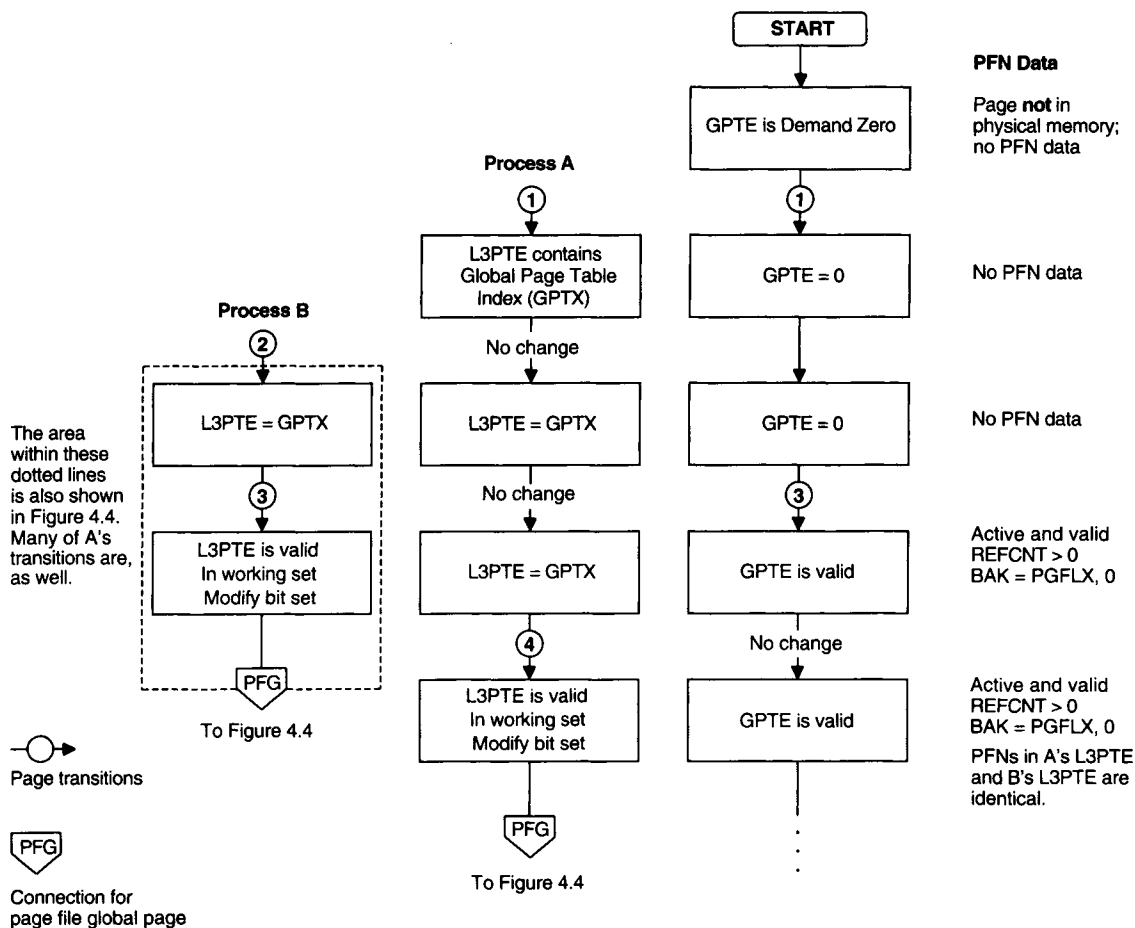 START
PFN Data
Page not in
physical memory;
no PFN data
GPTE is Demand Zero
Process A
1
1
L3PTE contains
Global Page Table
Index (GPTX)
GPTE = 0
No PFN data
Process B
2
No change
L3PTE = GPTX
L3PTE = GPTX
GPTE = 0
No PFN data
The area
within these
dotted lines
is also shown
in Figure 4.4.
Many of A's
transitions are,
as well.
3
No change
3
L3PTE is valid
In working set
Modify bit set
L3PTE = GPTX
GPTE is valid
Active and valid
REFCNT > 0
BAK = PGFLX, 0
4
No change
PFG
To Figure 4.4
L3PTE is valid
In working set
Modify bit set
GPTE is valid
Active and valid
REFCNT > 0
BAK = PGFLX, 0
PFNs in A's L3PTE
and B's L3PTE are
identical.
Page transitions
PFG
To Figure 4.4
PFG
Connection for
page file global page